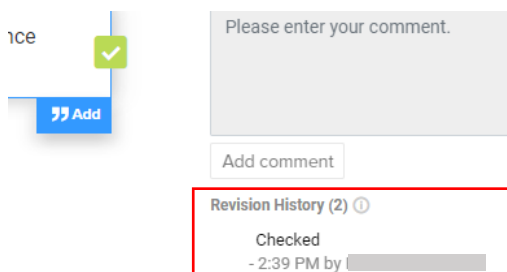 nce
Add
Please enter your comment.
Add comment
Revision History (2)
Checked
- 2:39 PM by